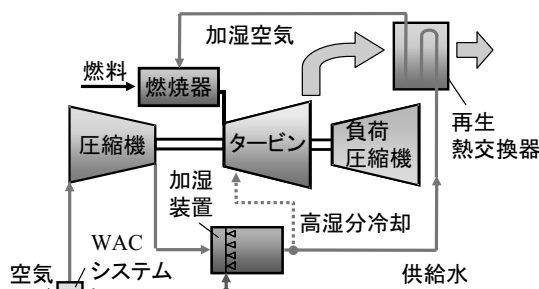 加湿空気
燃料
燃焼器
再生
熱交換器
圧縮機
タービン
負荷
圧縮機
加湿
装置
高湿分冷却
WAC
システム
空気
供給水